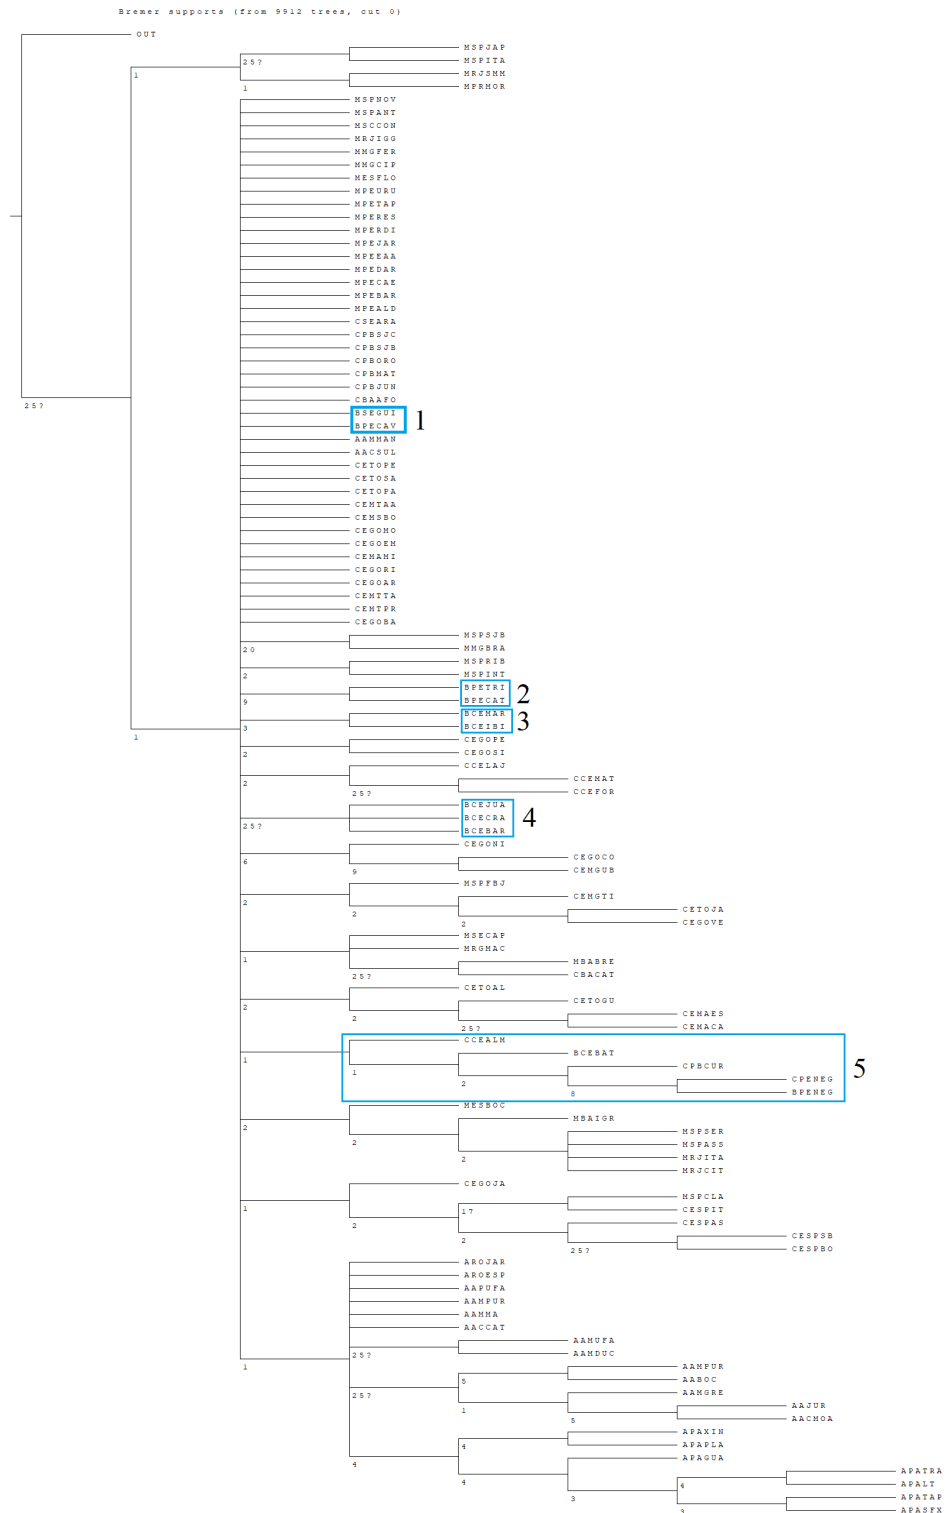 Bremer supports (from 9912 trees, cut 0)
OUT
MSPJAP
25?
MSPITA
1
MRJSMM
1
MPRMOR
MSPNOV
MSPANT
MSCCON
MRJIGG
MMGFER
MMGCIP
MESFLO
MPEURU
MPETAP
MPERES
MPERDI
MPEJAR
MPEEAA
MPEDAR
MPECAE
MPEBAR
MPEALD
CSEARA
CPBSJC
CPBSJB
CPBORO
CPBMAT
CPBJUN
CBAAFO
25?
BSEGUI
1
BPECAV
AAMMAN
AACSUL
CETOPE
CETOSA
CETOPA
CEMTAA
CEMSBO
CEGOMO
CEGOEM
CEMAMI
CEGORI
CEGOAR
CEMTTA
CEMTPR
CEGOBA
MSPSJB
20
MMGBRA
MSPRIB
2
MSPINT
BPETRI
2
9
BPECAT
BCEMAR
3
3
BCEIBI
1
CEGOPE
2
CEGOSI
CCELAJ
2
CCEMAT
25?
CCEFOR
BCEJUA
BCECRA
4
25?
BCEBAR
CEGONI
6
CEGOCO
9
CEMGUB
MSPFBJ
2
CEMGTI
2
CETOJA
2
CEGOVE
MSECAP
1
MRGMAC
MBABRE
25?
CBACAT
CETOAL
2
CETOGU
2
CEMAES
25?
CEMACA
CCEALM
1
BCEBAT
1
CPBCUR
5
2
CPENEG
8
BPENEG
MESBOC
2
MBAIGR
2
MSPSER
MSPASS
2
MRJITA
MRJCIT
CEGOJA
1
MSPCLA
17
CESPIT
2
CESPAS
2
CESPSB
25?
CESPBO
AROJAR
AROESP
AAPUFA
AAMPUR
AAMMA
AACCAT
AAMUFA
25?
AAMDUC
1
AAMPUR
5
AABOC
25?
AAMGRE
1
AAJUR
5
AACMOA
APAXIN
4
APAPLA
APAGUA
4
APATRA
4
4
APALT
3
APATAP
3
APASFX